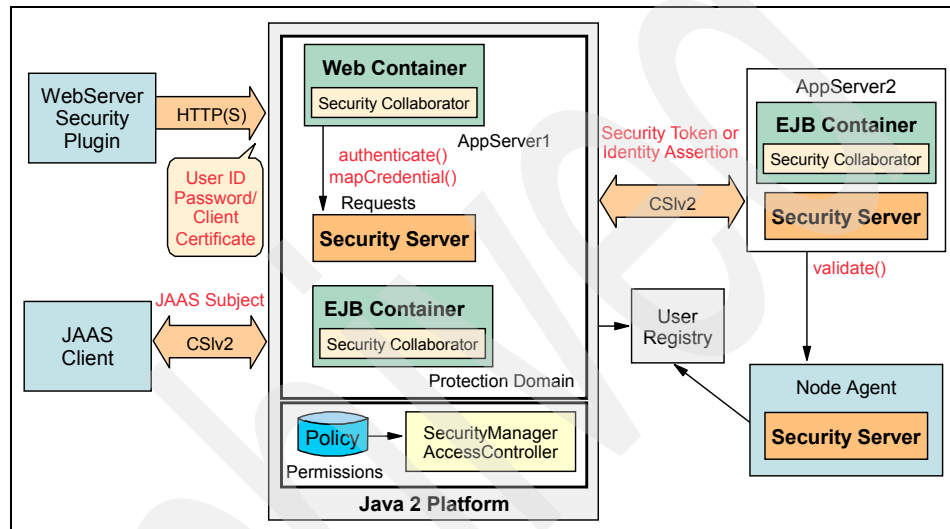 WebServer
Security
Plugin
HTTP(S)
User ID
Password/
Client
Certificate
JAAS Subject
JAAS
Client
CSIv2
Web Container
Security Collaborator
AppServer1
authenticate()
mapCredential()
Requests
Security Server
EJB Container
Security Collaborator
Protection Domain
Policy
Permissions
SecurityManager
AccessController
Java 2 Platform
Security Token or
Identity Assertion
CSIv2
AppServer2
EJB Container
Security Collaborator
Security Server
validate()
User
Registry
Node Agent
Security Server